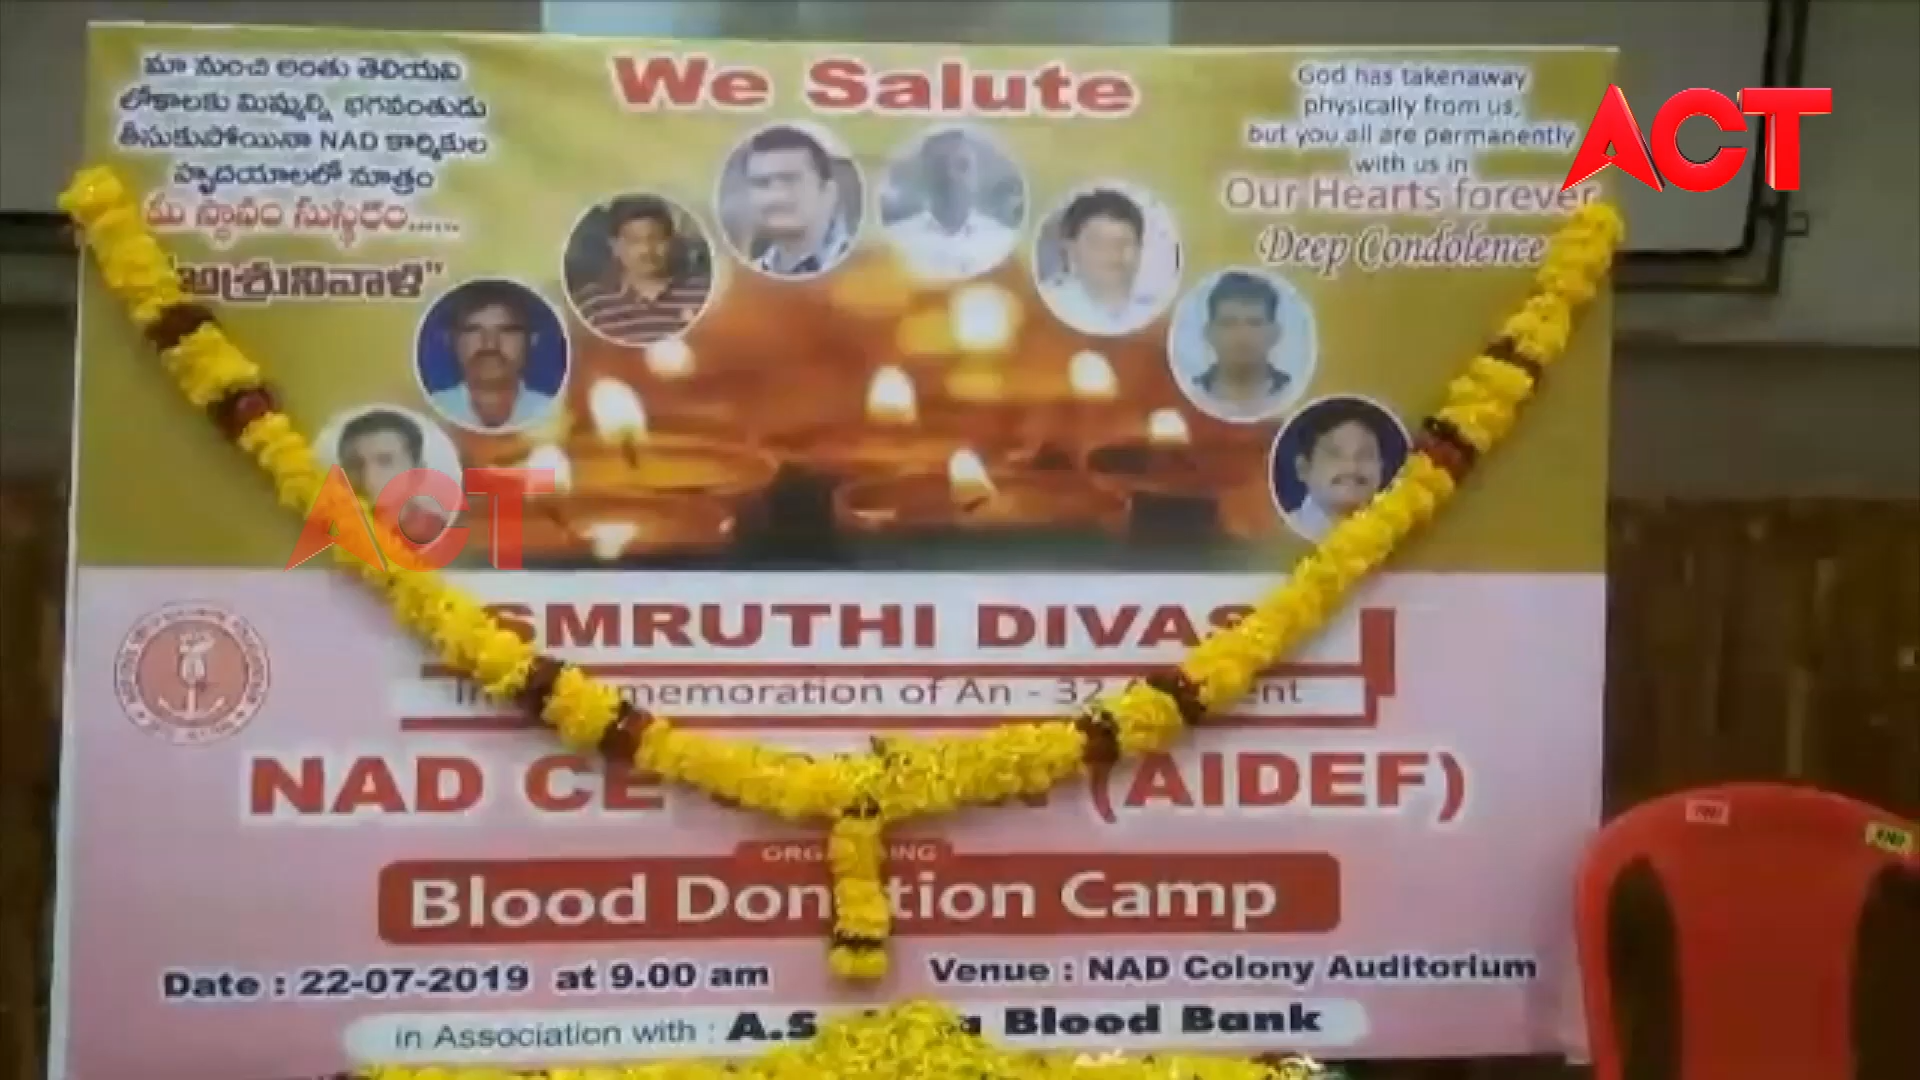 మా నుంచి అంతు తెలియని
లోకాలకు మిమ్మల్ని భగవంతుడు
తీసుకుపోయినా NAD కార్మికుల
హృదయాలలో మాత్రం
మీ స్థానం సుస్థిరం......
"అశ్రునివాళి"
We Salute
God has takenaway
physically from us,
but you all are permanently
with us in
Our Hearts forever
Deep Condolence
ACT
ACT
SMRUTHI DIVAS
memoration of An - 32
NAD (AIDEF)
Blood Donation Camp
Date : 22-07-2019 at 9.00 am
Venue : NAD Colony Auditorium
in Association with : A.S. Blood Bank